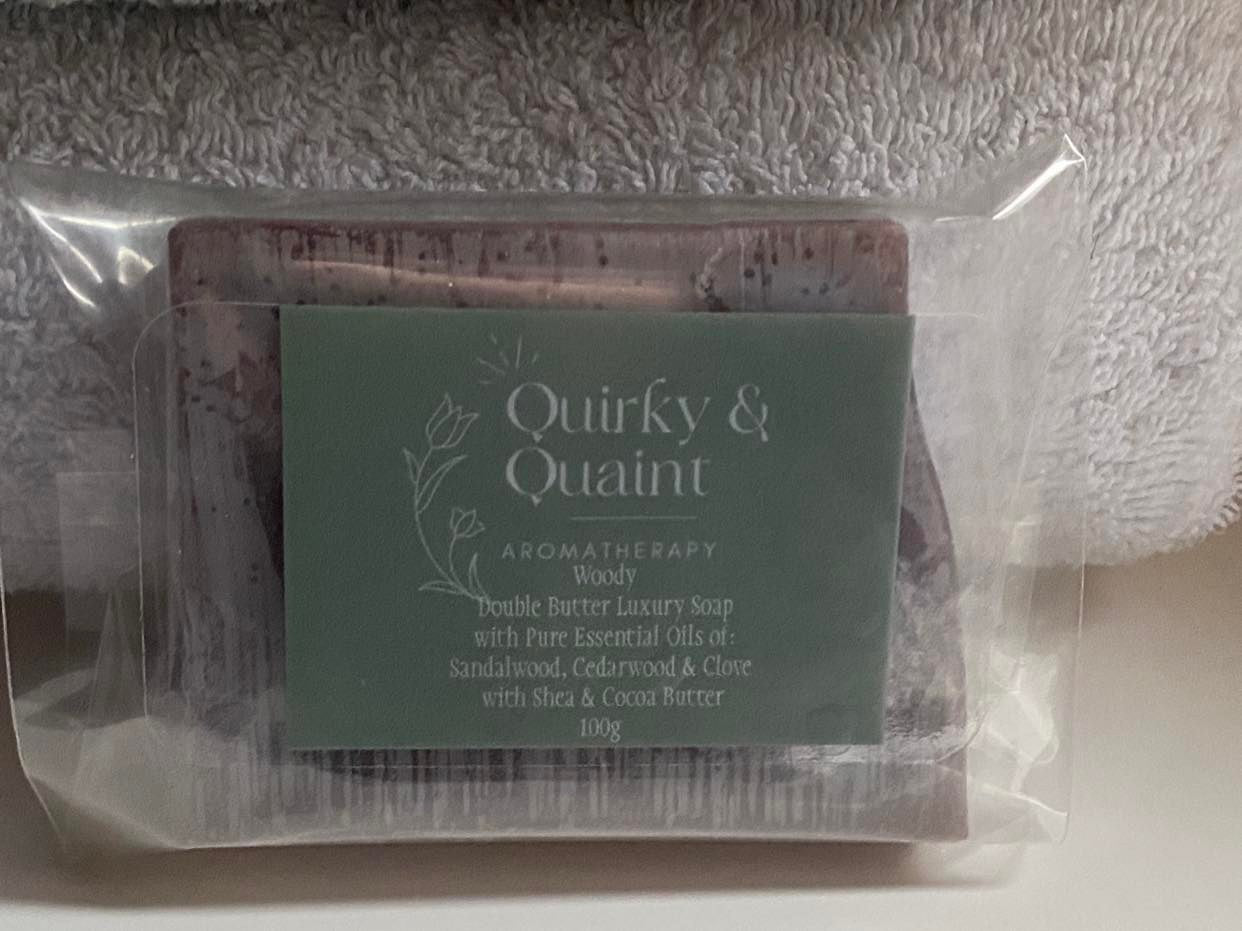 Quirky &
Quaint
AROMATHERAPY
Woody
Double Butter Luxury Soap
with Pure Essential Oils of:
Sandalwood, Cedarwood & Clove
with Shea & Cocoa Butter
100g